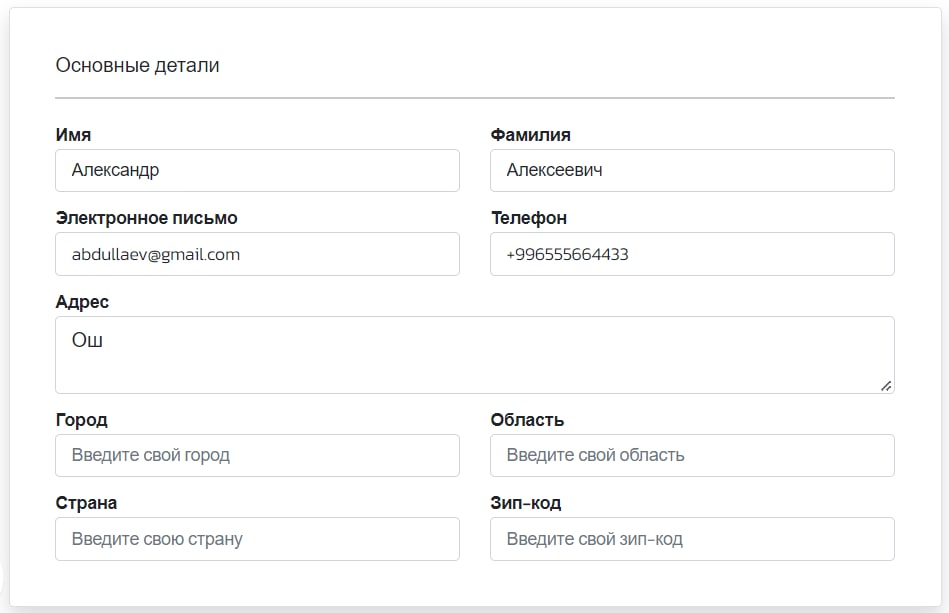 Основные детали
Имя
Фамилия
Александр
Алексеевич
Электронное письмо
Телефон
abdullaev@gmail.com
+996555664433
Адрес
Ош
Город
Область
Введите свой город
Введите свой область
Страна
Зип-код
Введите свою страну
Введите свой зип-код